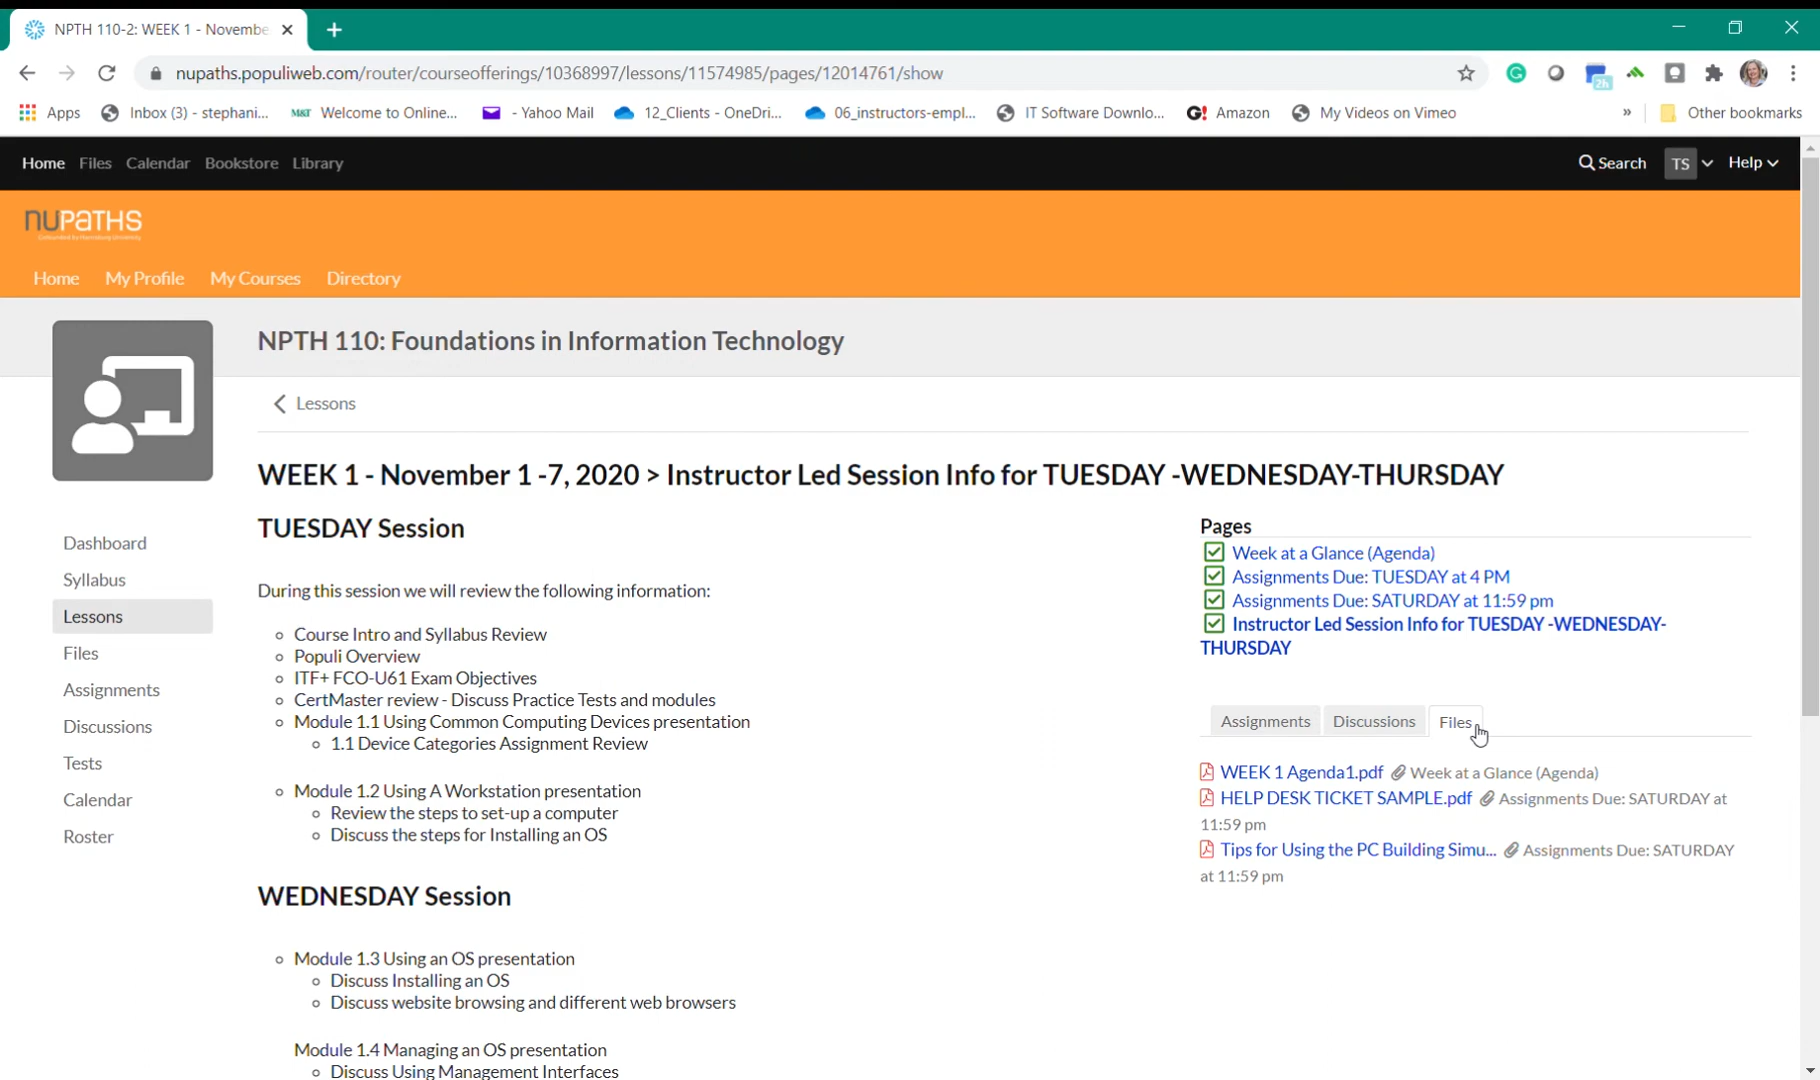 NPTH 110-2: WEEK 1 - Novembe
nupaths.populiweb.com/router/courseofferings/10368997/lessons/11574985/pages/12014761/show
2h
Apps Inbox (3) - stephani... M&T Welcome to Online... - Yahoo Mail 12_Clients - OneDri... 06_instructors-empl... IT Software Downlo... G! Amazon My Videos on Vimeo » Other bookmarks
Home Files Calendar Bookstore Library Search TS Help
nuPaTHS
Home My Profile My Courses Directory
NPTH 110: Foundations in Information Technology
Lessons
WEEK 1 - November 1 -7, 2020 > Instructor Led Session Info for TUESDAY -WEDNESDAY-THURSDAY
Dashboard
Syllabus
Lessons
Files
Assignments
Discussions
Tests
Calendar
Roster
TUESDAY Session
During this session we will review the following information:
Course Intro and Syllabus Review
Populi Overview
ITF+ FCO-U61 Exam Objectives
CertMaster review - Discuss Practice Tests and modules
Module 1.1 Using Common Computing Devices presentation
1.1 Device Categories Assignment Review
Module 1.2 Using A Workstation presentation
Review the steps to set-up a computer
Discuss the steps for Installing an OS
WEDNESDAY Session
Module 1.3 Using an OS presentation
Discuss Installing an OS
Discuss website browsing and different web browsers
Module 1.4 Managing an OS presentation
Discuss Using Management Interfaces
Pages
Week at a Glance (Agenda)
Assignments Due: TUESDAY at 4 PM
Assignments Due: SATURDAY at 11:59 pm
Instructor Led Session Info for TUESDAY -WEDNESDAY-
THURSDAY
Assignments Discussions Files
WEEK 1 Agenda1.pdf Week at a Glance (Agenda)
HELP DESK TICKET SAMPLE.pdf Assignments Due: SATURDAY at
11:59 pm
Tips for Using the PC Building Simu... Assignments Due: SATURDAY
at 11:59 pm